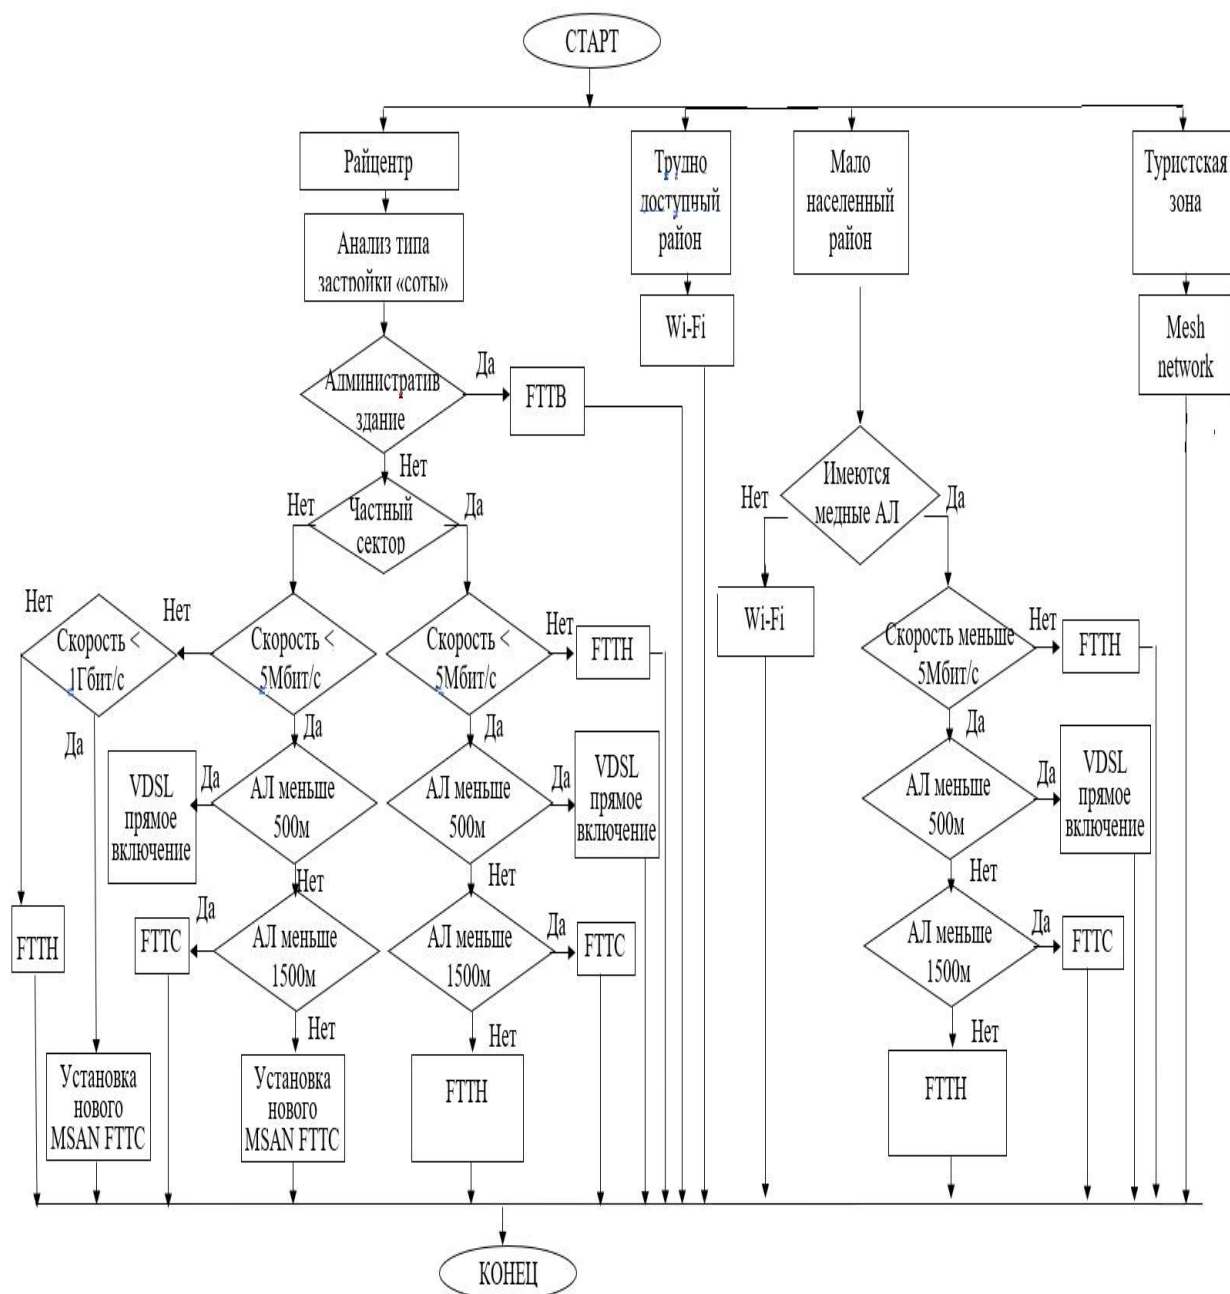 СТАРТ
Райцентр
Трудно
доступный
район
Мало
населенный
район
Туристская
зона
Анализ типа
застройки «соты»
Wi-Fi
Mesh
network
Административ
здание
Да
FTTB
Нет
Частный
сектор
Нет
Да
Имеются
медные АЛ
Нет
Да
Wi-Fi
Нет
Скорость <
1Гбит/с
Нет
Да
Скорость <
5Мбит/с
Да
Скорость <
5Мбит/с
Нет
FTTH
Да
Скорость меньше
5Мбит/с
Нет
FTTH
Да
VDSL
прямое
включение
Да
АЛ меньше
500м
Нет
АЛ меньше
500м
Да
VDSL
прямое
включение
Нет
АЛ меньше
500м
Да
VDSL
прямое
включение
Нет
FTTH
Да
FTTC
АЛ меньше
1500м
Нет
АЛ меньше
1500м
Да
FTTC
Нет
АЛ меньше
1500м
Да
FTTC
Нет
Установка
нового
MSAN FTTC
Установка
нового
MSAN FTTC
FTTH
FTTH
КОНЕЦ